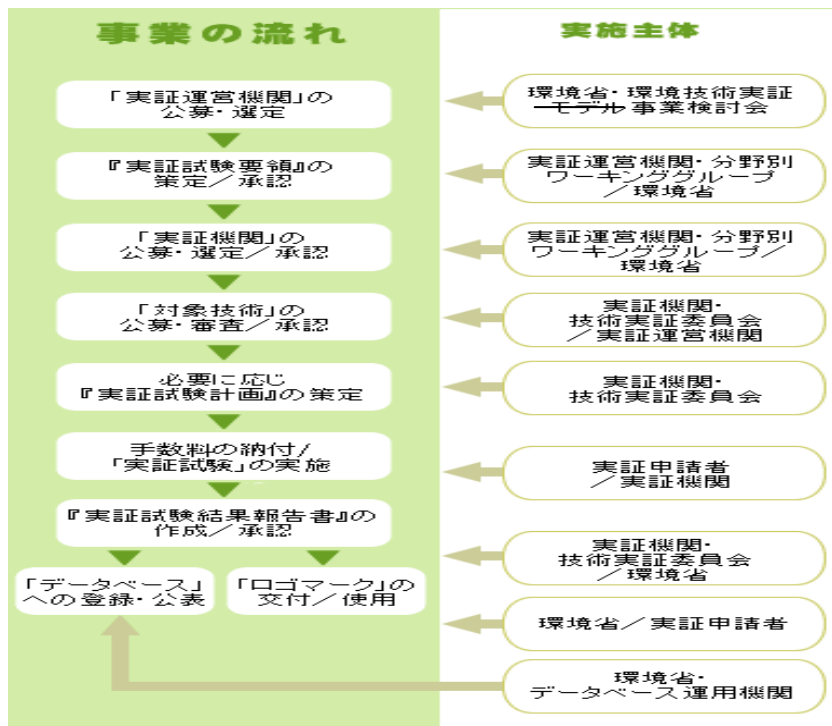 事業の流れ
実施主体
「実証運営機関」の
公募・選定
環境省・環境技術実証
モデル事業検討会
『実証試験要領』の
策定/承認
実証運営機関・分野別
ワーキンググループ
/環境省
「実証機関」の
公募・選定/承認
実証運営機関・分野別
ワーキンググループ/
環境省
「対象技術」の
公募・審査/承認
実証機関・
技術実証委員会
/実証運営機関
必要に応じ
『実証試験計画』の策定
実証機関・
技術実証委員会
手数料の納付/
「実証試験」の実施
実証申請者
/実証機関
『実証試験結果報告書』の
作成/承認
実証機関・
技術実証委員会
/環境省
「データベース」
への登録・公表
「ロゴマーク」の
交付/使用
環境省/実証申請者
環境省・
データベース運用機関